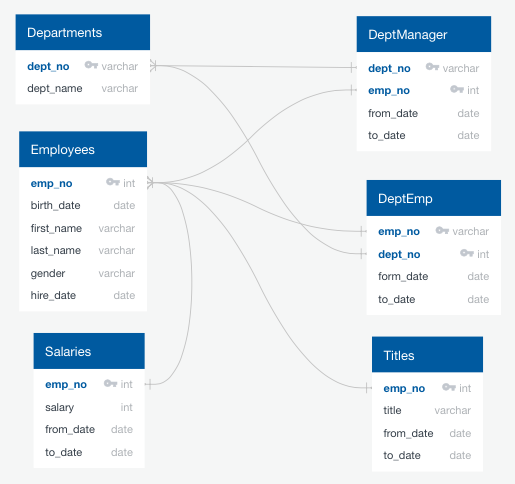 Departments
dept_no varchar
dept_name varchar
Employees
emp_no int
birth_date date
first_name varchar
last_name varchar
gender varchar
hire_date date
Salaries
emp_no int
salary int
from_date date
to_date date
DeptManager
dept_no varchar
emp_no int
from_date date
to_date date
DeptEmp
emp_no varchar
dept_no int
form_date date
to_date date
Titles
emp_no int
title varchar
from_date date
to_date date